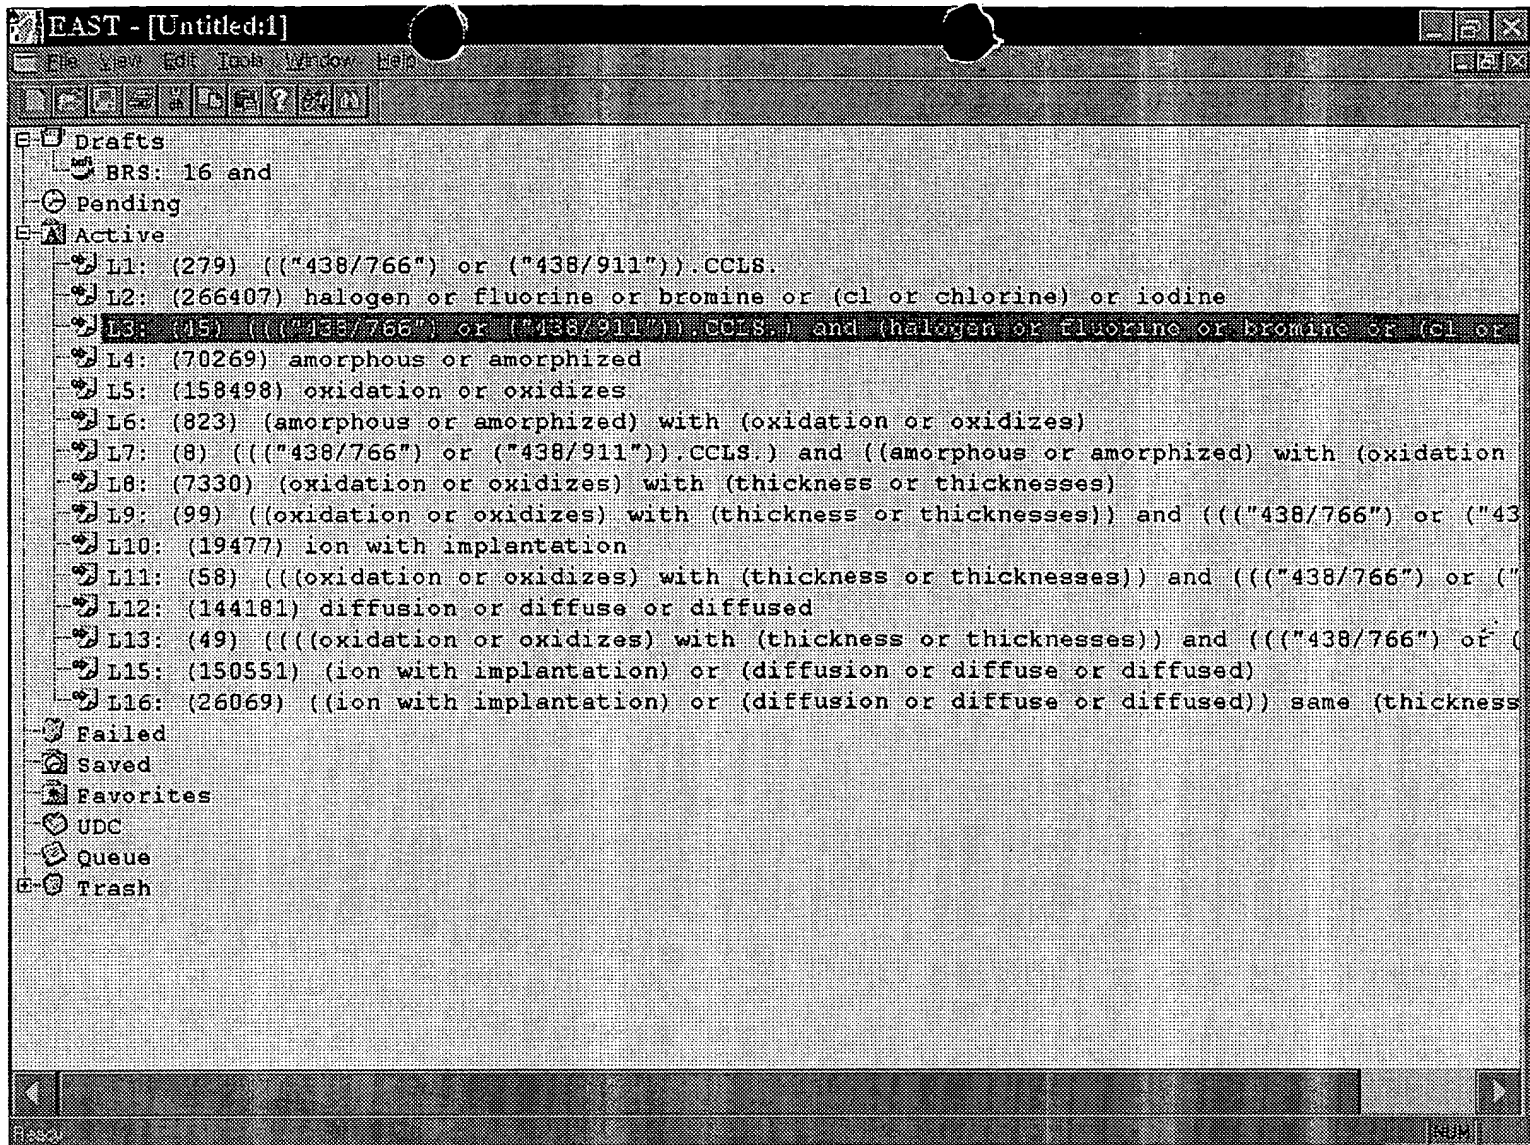 EAST - [Untitled:1]
File View Edit Tools Window Help
Drafts
BRS: 16 and
Pending
Active
L1: (279) (("438/766") or ("438/911")).CCLS.
L2: (266407) halogen or fluorine or bromine or (cl or chlorine) or iodine
L3: (45) ((("438/766") or ("438/911")).CCLS.) and (halogen or fluorine or bromine or (cl or
L4: (70269) amorphous or amorphized
L5: (158498) oxidation or oxidizes
L6: (823) (amorphous or amorphized) with (oxidation or oxidizes)
L7: (8) ((("438/766") or ("438/911")).CCLS.) and ((amorphous or amorphized) with (oxidation
L8: (7330) (oxidation or oxidizes) with (thickness or thicknesses)
L9: (99) ((oxidation or oxidizes) with (thickness or thicknesses)) and ((("438/766") or ("43
L10: (19477) ion with implantation
L11: (58) (((oxidation or oxidizes) with (thickness or thicknesses)) and ((("438/766") or ("
L12: (144181) diffusion or diffuse or diffused
L13: (49) ((((oxidation or oxidizes) with (thickness or thicknesses)) and ((("438/766") or (
L15: (150551) (ion with implantation) or (diffusion or diffuse or diffused)
L16: (26069) ((ion with implantation) or (diffusion or diffuse or diffused)) same (thickness
Failed
Saved
Favorites
UDC
Queue
Trash
Ready
NUM